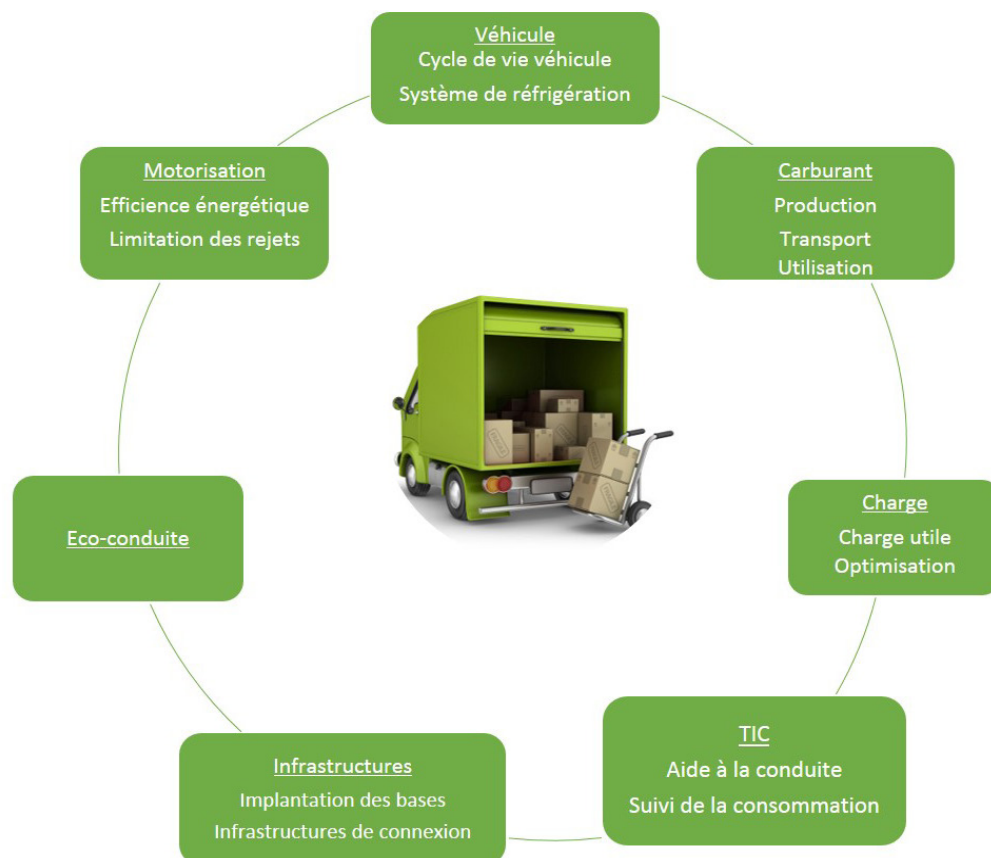 Véhicule
Cycle de vie véhicule
Système de réfrigération
Carburant
Production
Transport
Utilisation
Charge
Charge utile
Optimisation
TIC
Aide à la conduite
Suivi de la consommation
Infrastructures
Implantation des bases
Infrastructures de connexion
Eco-conduite
Motorisation
Efficience énergétique
Limitation des rejets